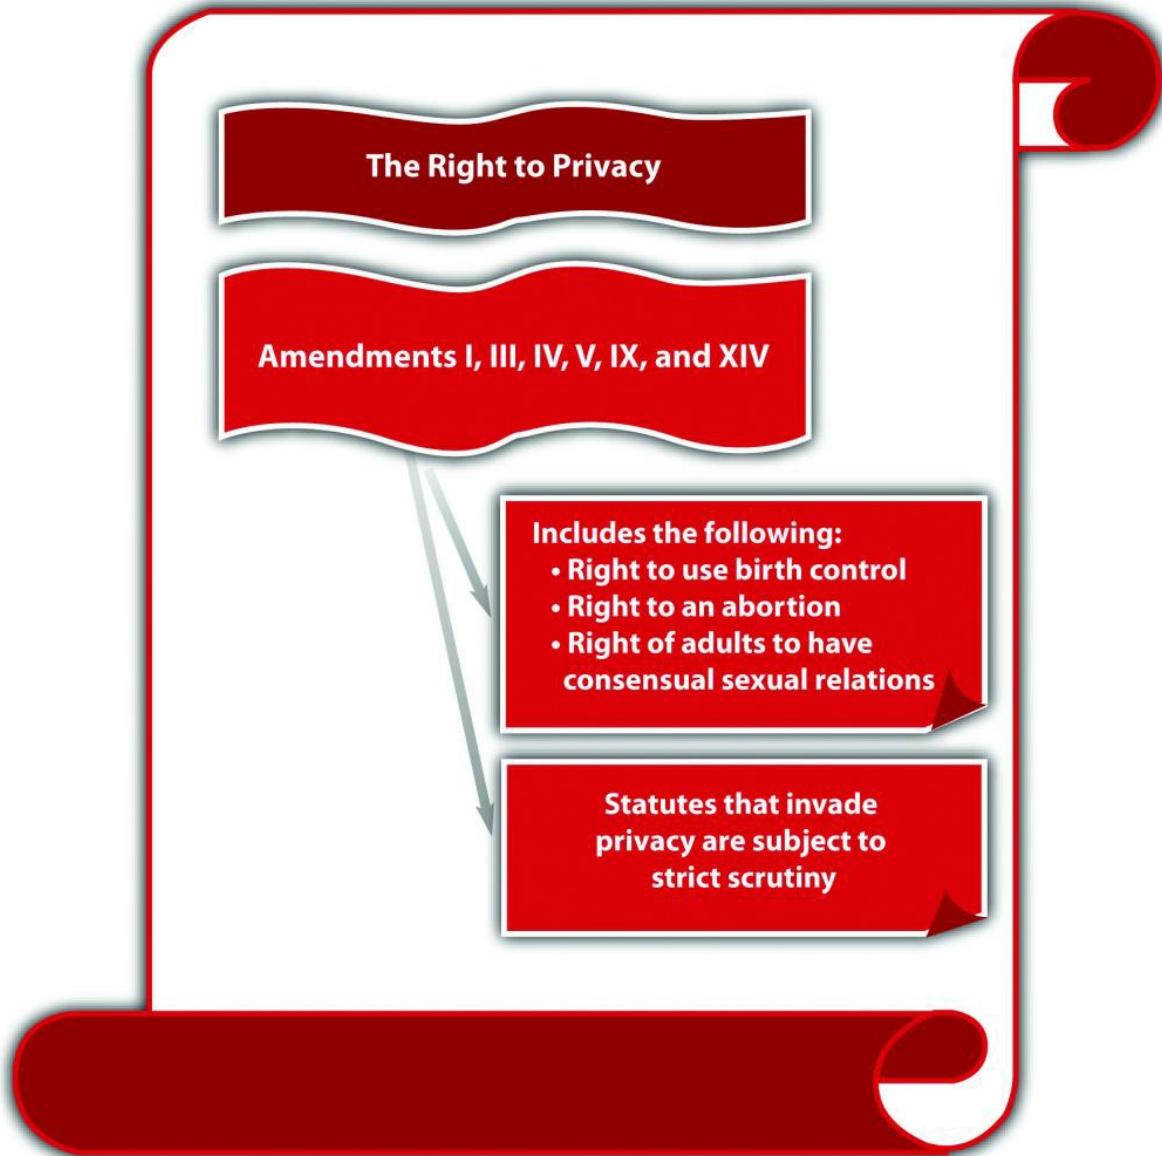 The Right to Privacy
Amendments I, III, IV, V, IX, and XIV
Includes the following:
• Right to use birth control
• Right to an abortion
• Right of adults to have
consensual sexual relations
Statutes that invade
privacy are subject to
strict scrutiny